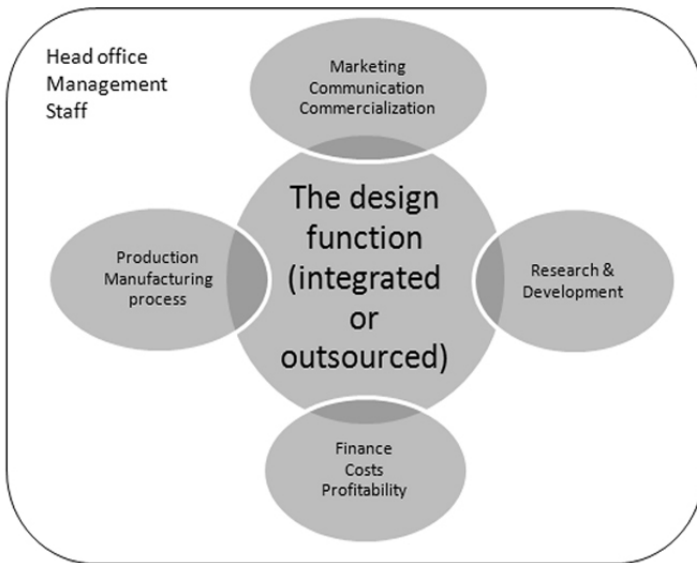 Head office
Management
Staff
Marketing
Communication
Commercialization
The design
function
(integrated
or
outsourced)
Production
Manufacturing
process
Research &
Development
Finance
Costs
Profitability